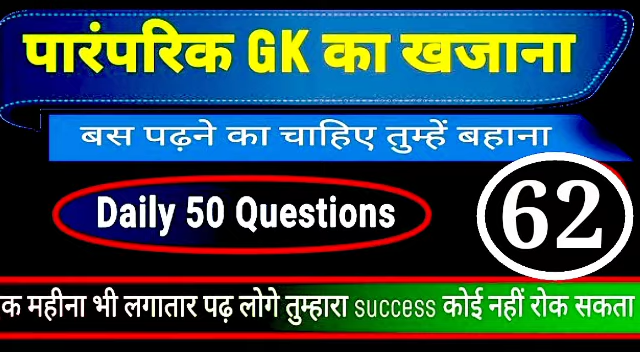 पारंपरिक GK का खजाना
बस पढ़ने का चाहिए तुम्हें बहाना
Daily 50 Questions
62
क महीना भी लगातार पढ़ लोगे तुम्हारा success कोई नहीं रोक सकता